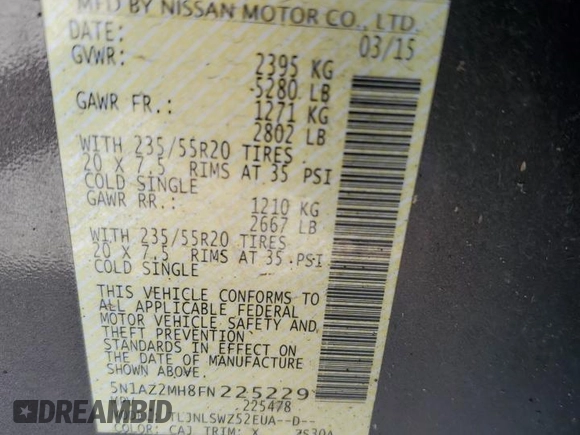 MFD BY NISSAN MOTOR CO., LTD.
DATE: 03/15
GVWR: 2395 KG
5280 LB
GAWR FR.: 1271 KG
2802 LB
WITH 235/55R20 TIRES
20 X 7.5 RIMS AT 35 PSI
COLD SINGLE
GAWR RR.: 1210 KG
2667 LB
WITH 235/55R20 TIRES
20 X 7.5 RIMS AT 35 PSI
COLD SINGLE
THIS VEHICLE CONFORMS TO
ALL APPLICABLE FEDERAL
MOTOR VEHICLE SAFETY AND
THEFT PREVENTION
STANDARDS IN EFFECT ON
THE DATE OF MANUFACTURE
SHOWN ABOVE.
5N1AZ2MH8FN225229
225478
TLJNLSWZ52EUA--D--
COLOR: CAJ TRIM: X
DREAMBID
.COM